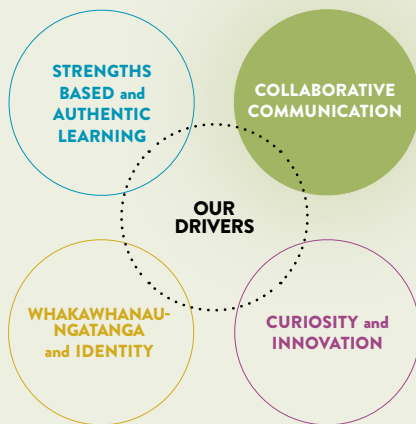 STRENGTHS
BASED and
AUTHENTIC
LEARNING
COLLABORATIVE
COMMUNICATION
OUR
DRIVERS
WHAKAWHANAU-
NGATANGA
and IDENTITY
CURIOSITY and
INNOVATION